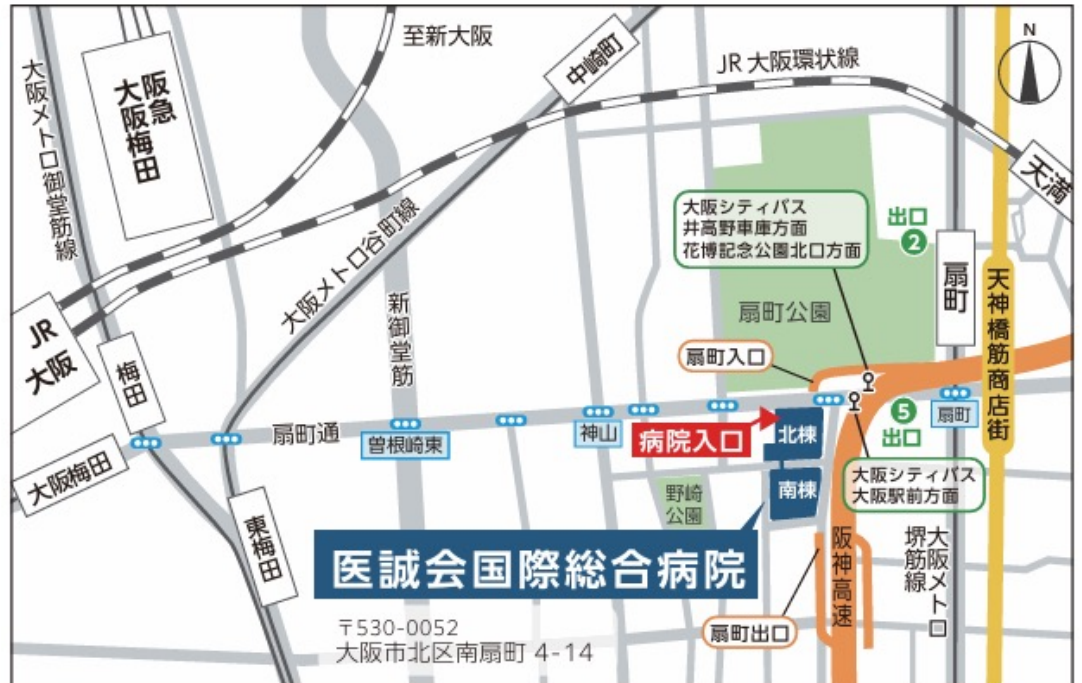 至新大阪
中崎町
JR大阪環状線
N
大阪メトロ御堂筋線
阪急
大阪梅田
天満
大阪シティバス
井高野車庫方面
花博記念公園北口方面
出口
2
扇町
天神橋筋商店街
大阪メトロ谷町線
新御堂筋
扇町公園
JR
大阪
梅田
扇町入口
扇町通
曽根崎東
神山
病院入口
北棟
5
出口
扇町
大阪梅田
東梅田
野崎
公園
南棟
大阪シティバス
大阪駅前方面
医誠会国際総合病院
阪神高速
大阪メトロ
堺筋線
扇町出口
〒530-0052
大阪市北区南扇町 4-14